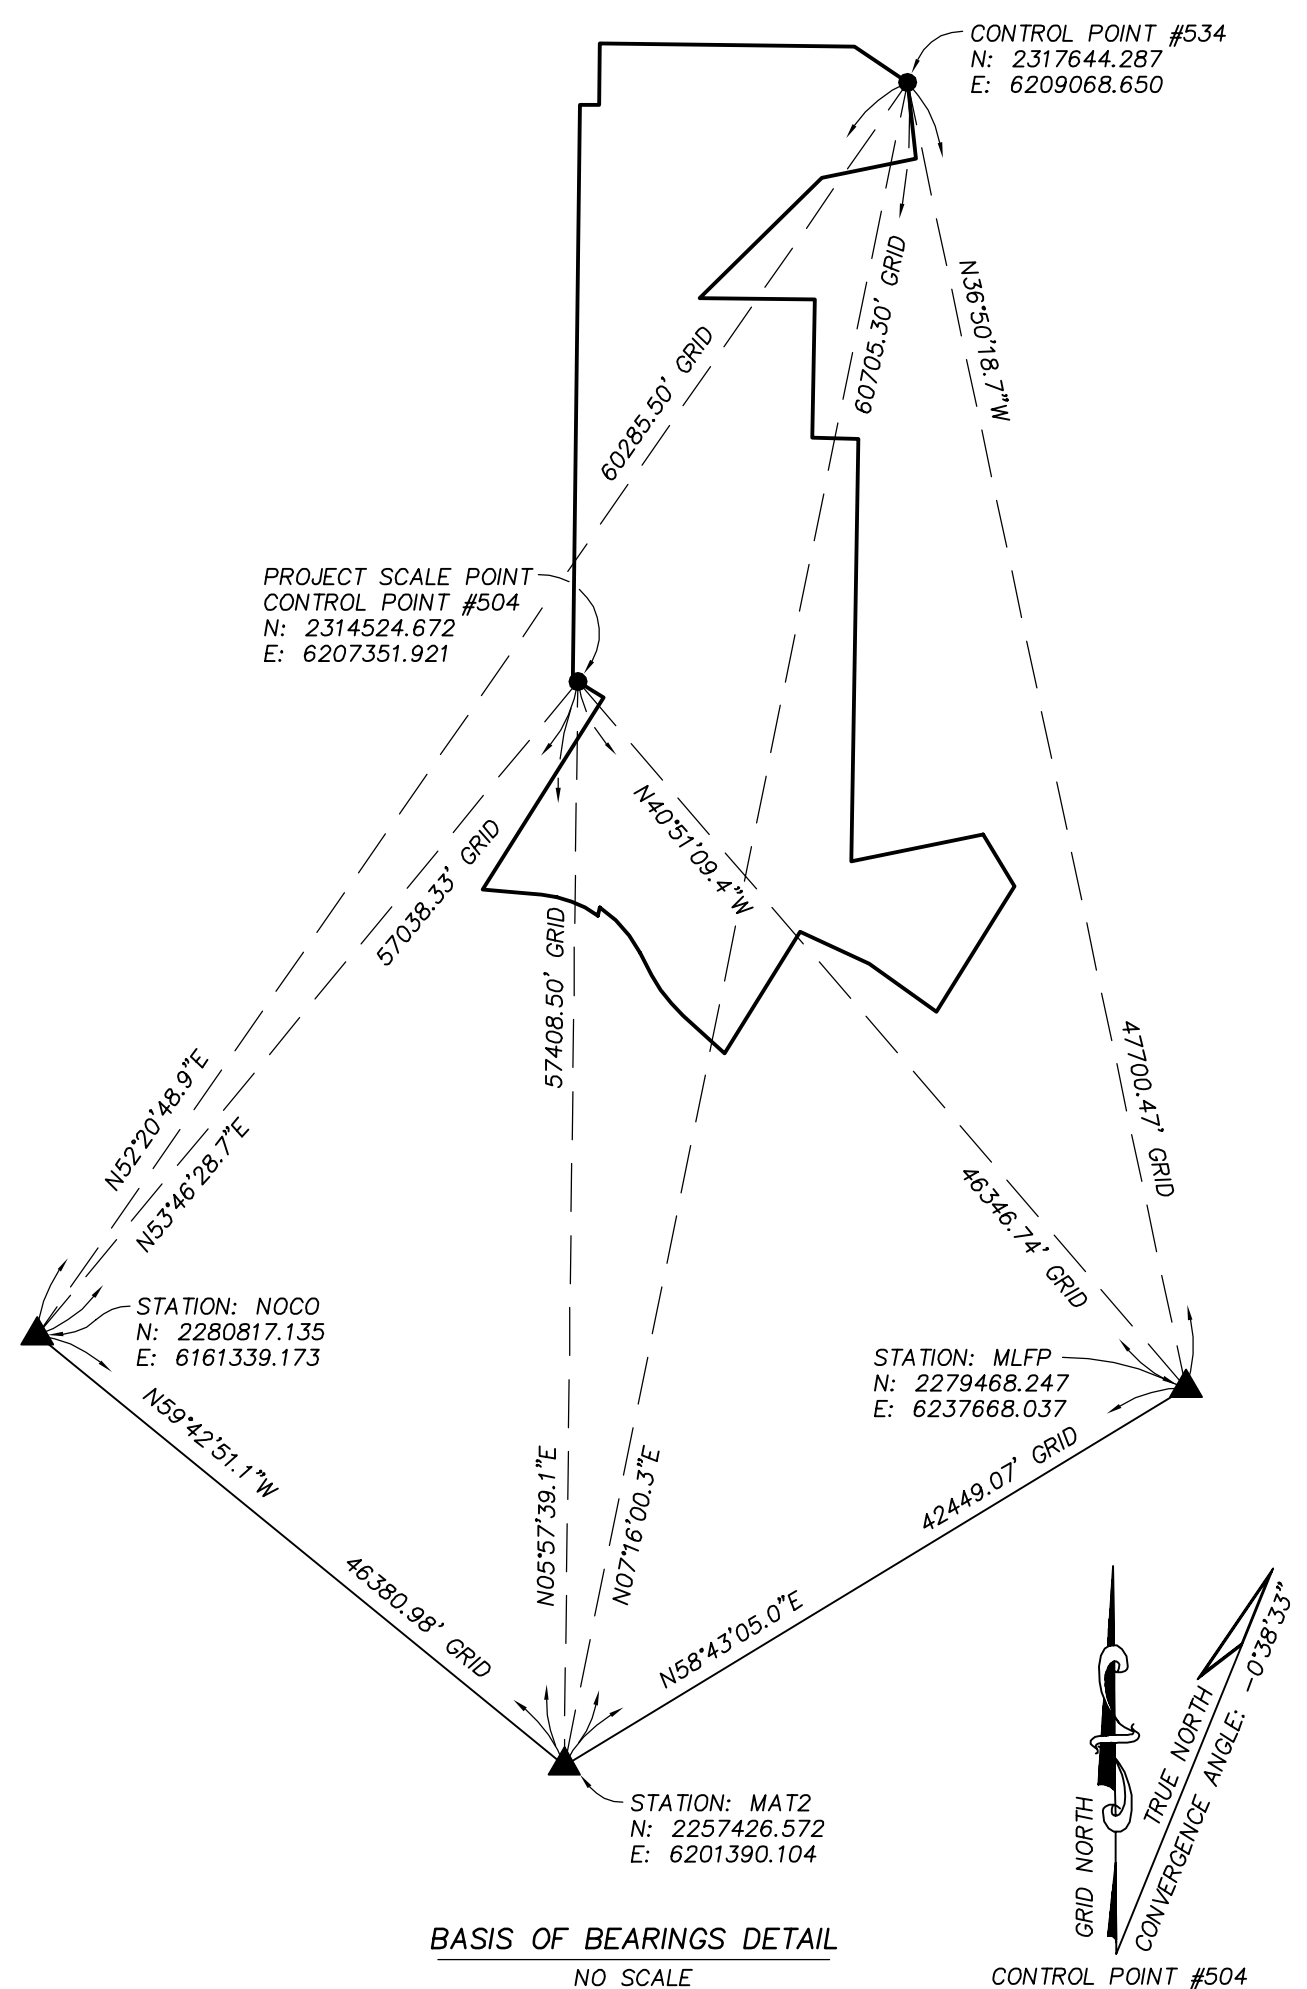 CONTROL POINT #534
N: 2317644.287
E: 6209068.650
60285.50' GRID
60705.30' GRID
N36°50'18.7"W
PROJECT SCALE POINT
CONTROL POINT #504
N: 2314524.672
E: 6207351.921
57038.33' GRID
57408.50' GRID
N40°51'09.4"W
N52°20'48.9"E
N53°46'28.7"E
46346.74' GRID
47700.47' GRID
STATION: NOCO
N: 2280817.135
E: 6161339.173
STATION: MLFP
N: 2279468.247
E: 6237668.037
N59°42'51.1"W
46380.98' GRID
N05°57'39.1"E
N07°16'00.3"E
42449.07' GRID
N58°43'05.0"E
STATION: MAT2
N: 2257426.572
E: 6201390.104
GRID NORTH
TRUE NORTH
CONVERGENCE ANGLE: -0°38'33"
CONTROL POINT #504
BASIS OF BEARINGS DETAIL
NO SCALE